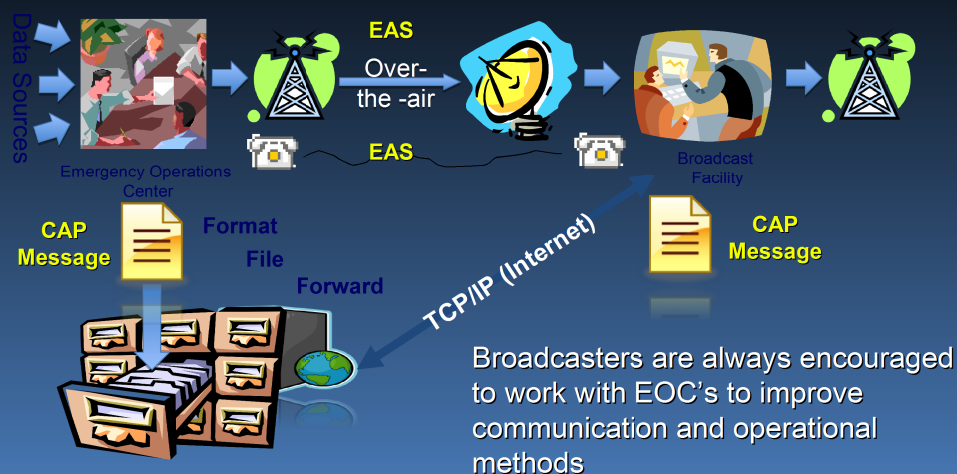 Data Sources
EAS
Over-
the -air
EAS
Emergency Operations
Center
Broadcast
Facility
CAP
Message
Format
File
Forward
TCP/IP (Internet)
CAP
Message
Broadcasters are always encouraged
to work with EOC's to improve
communication and operational
methods